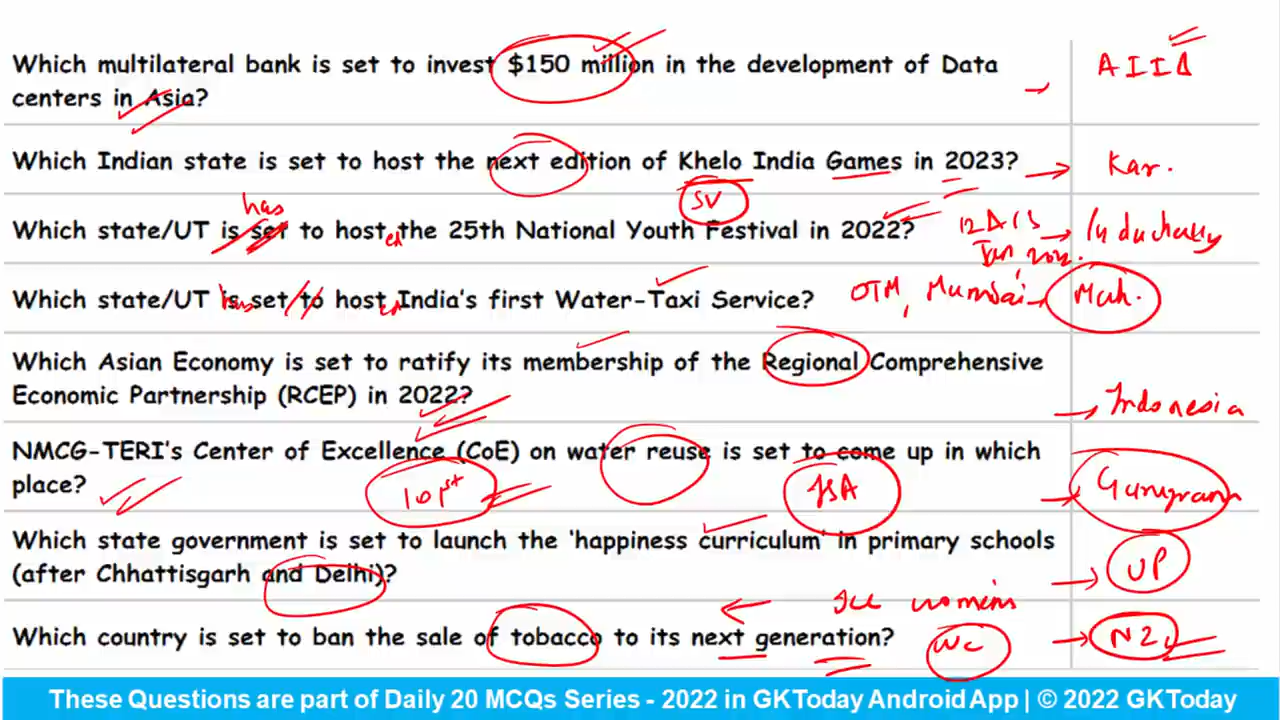 Which multilateral bank is set to invest $150 million in the development of Data
centers in Asia?
AIIA
Which Indian state is set to host the next edition of Khelo India Games in 2023?
Kar.
has
SV
Which state/UT is set to hosted the 25th National Youth Festival in 2022?
12 &
Jan, 2022.
Which state/UT is has set to hosted India's first Water-Taxi Service?
OTM, Mumbai
Mah.
Which Asian Economy is set to ratify its membership of the Regional Comprehensive
Economic Partnership (RCEP) in 2022?
Indonesia
NMCG-TERI's Center of Excellence (CoE) on water reuse is set to come up in which
place?
Gurugram
Which state government is set to launch the 'happiness curriculum' in primary schools
(after Chhattisgarh and Delhi)?
UP
womens
Which country is set to ban the sale of tobacco to its next generation?
WC
NZ
These Questions are part of Daily 20 MCQs Series - 2022 in GKToday Android App | © 2022 GKToday